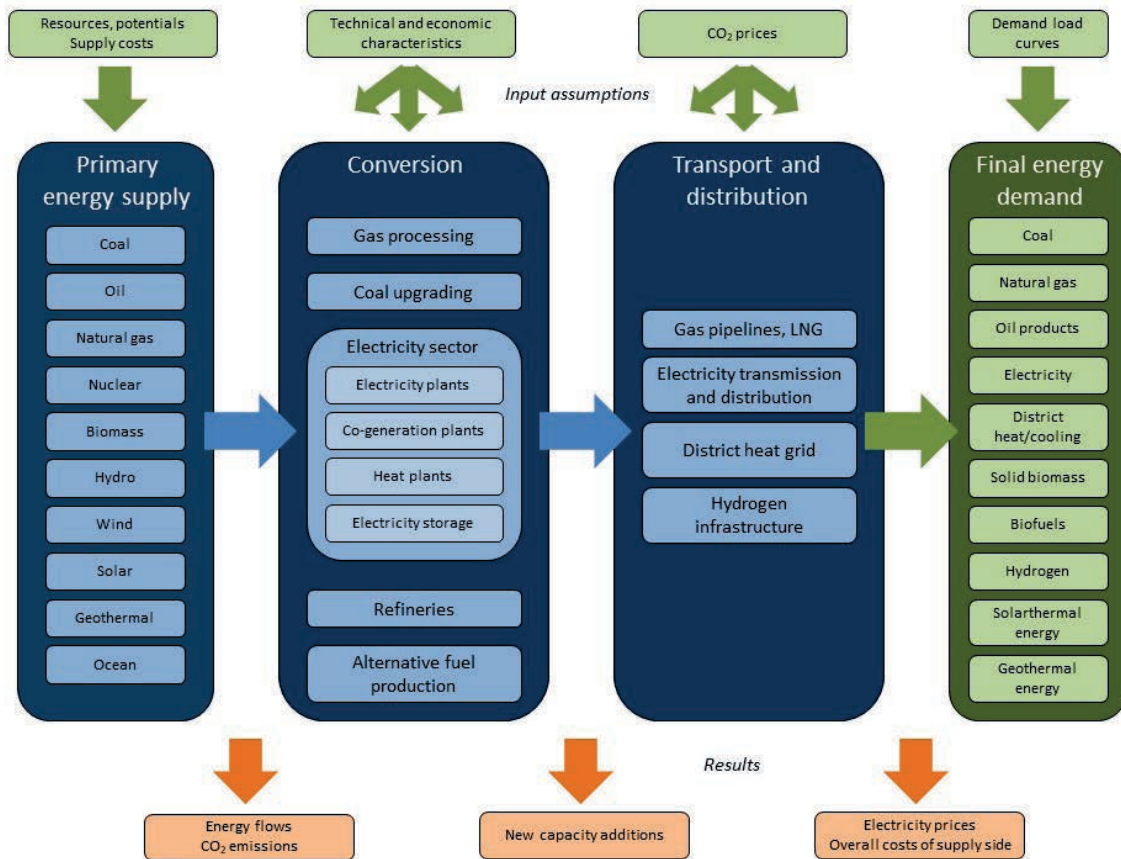 Resources, potentials
Supply costs
Technical and economic
characteristics
CO₂ prices
Demand load
curves
Input assumptions
Primary
energy supply
Coal
Oil
Natural gas
Nuclear
Biomass
Hydro
Wind
Solar
Geothermal
Ocean
Conversion
Gas processing
Coal upgrading
Electricity sector
Electricity plants
Co-generation plants
Heat plants
Electricity storage
Refineries
Alternative fuel
production
Transport and
distribution
Gas pipelines, LNG
Electricity transmission
and distribution
District heat grid
Hydrogen
infrastructure
Final energy
demand
Coal
Natural gas
Oil products
Electricity
District
heat/cooling
Solid biomass
Biofuels
Hydrogen
Solarthermal
energy
Geothermal
energy
Results
Energy flows
CO₂ emissions
New capacity additions
Electricity prices
Overall costs of supply side